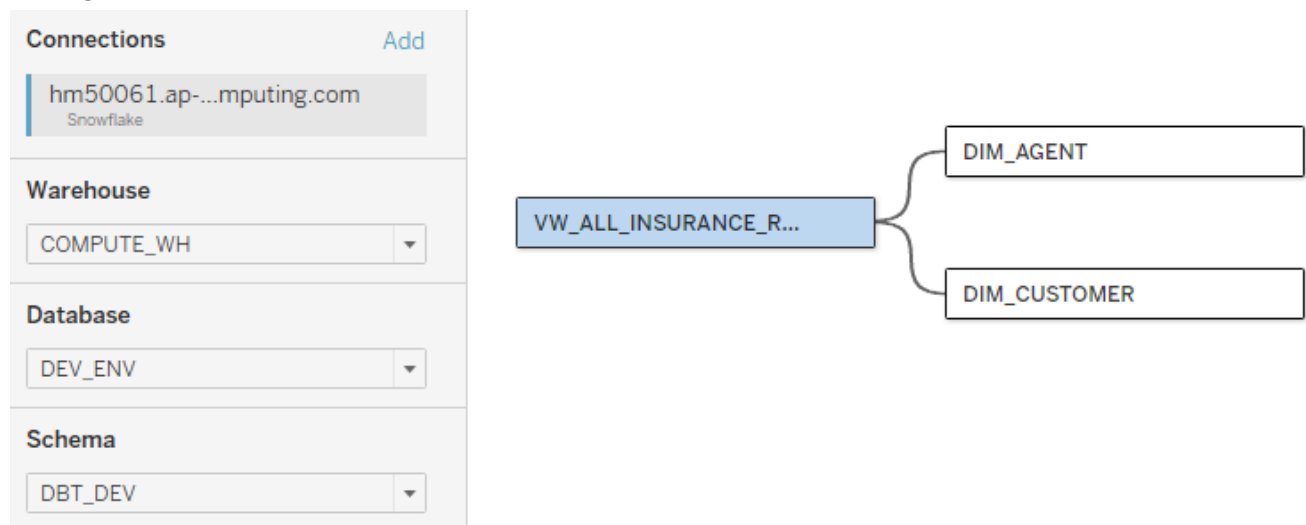 Connections Add
hm50061.ap-...mputing.com
Snowflake
Warehouse
COMPUTE_WH
Database
DEV_ENV
Schema
DBT_DEV
VW_ALL_INSURANCE_R...
DIM_AGENT
DIM_CUSTOMER